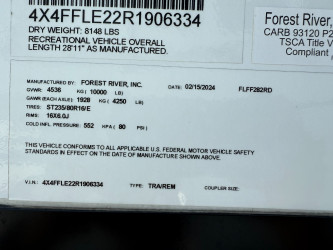 4X4FFLE22R1906334
DRY WEIGHT: 8148 LBS
RECREATIONAL VEHICLE OVERALL
LENGTH 28'11" AS MANUFACTURED.
Forest River,
CARB 93120 P2
TSCA Title V
Compliant
MANUFACTURED BY: FOREST RIVER, INC.
GVWR: 4536 KG (10000 LB) DATE: 02/15/2024 FLFF282RD
GAWR (EACH AXLE): 1928 KG ( 4250 LB)
TIRES: ST235/80R16/E
RIMS: 16X6.0J
COLD INFL. PRESSURE: 552 KPA ( 80 PSI)
THIS VEHICLE CONFORMS TO ALL APPLICABLE U.S. FEDERAL MOTOR VEHICLE SAFETY
STANDARDS IN EFFECT ON THE DATE OF MANUFACTURE SHOWN ABOVE.
V.I.N.: 4X4FFLE22R1906334 TYPE: TRA/REM COUPLER SIZE: